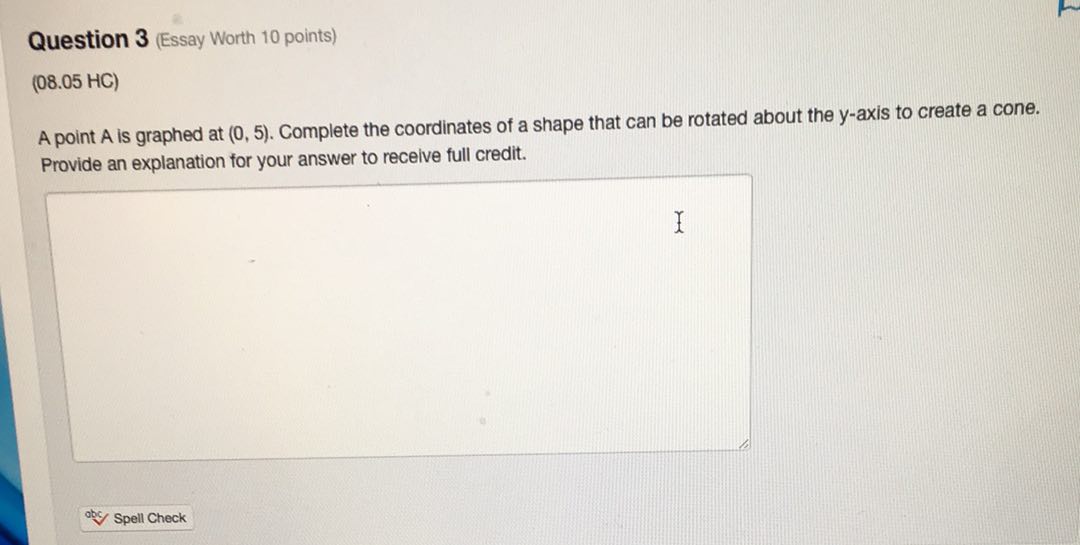 Question 3 (Essay Worth 10 points)
(08.05 HC)
A point A is graphed at (0, 5). Complete the coordinates of a shape that can be rotated about the y-axis to create a cone.
Provide an explanation for your answer to receive full credit.
abc Spell Check